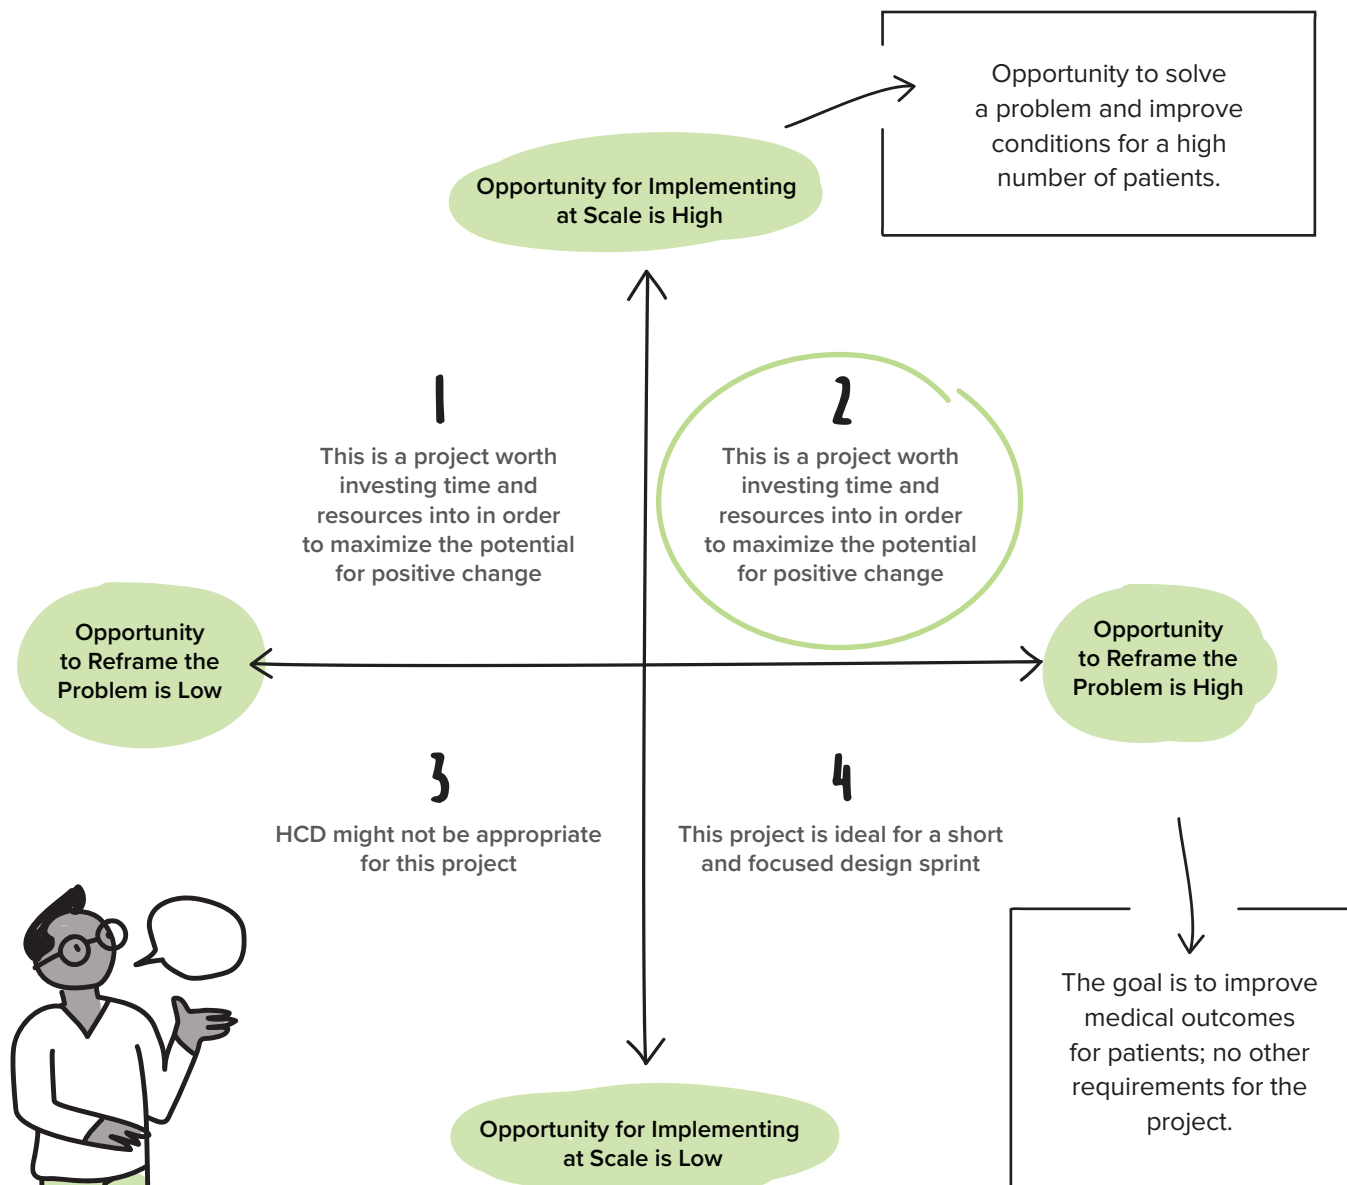 Opportunity to solve
a problem and improve
conditions for a high
number of patients.
Opportunity for Implementing
at Scale is High
1
This is a project worth
investing time and
resources into in order
to maximize the potential
for positive change
2
This is a project worth
investing time and
resources into in order
to maximize the potential
for positive change
Opportunity
to Reframe the
Problem is Low
Opportunity
to Reframe the
Problem is High
3
HCD might not be appropriate
for this project
4
This project is ideal for a short
and focused design sprint
The goal is to improve
medical outcomes
for patients; no other
requirements for the
project.
Opportunity for Implementing
at Scale is Low